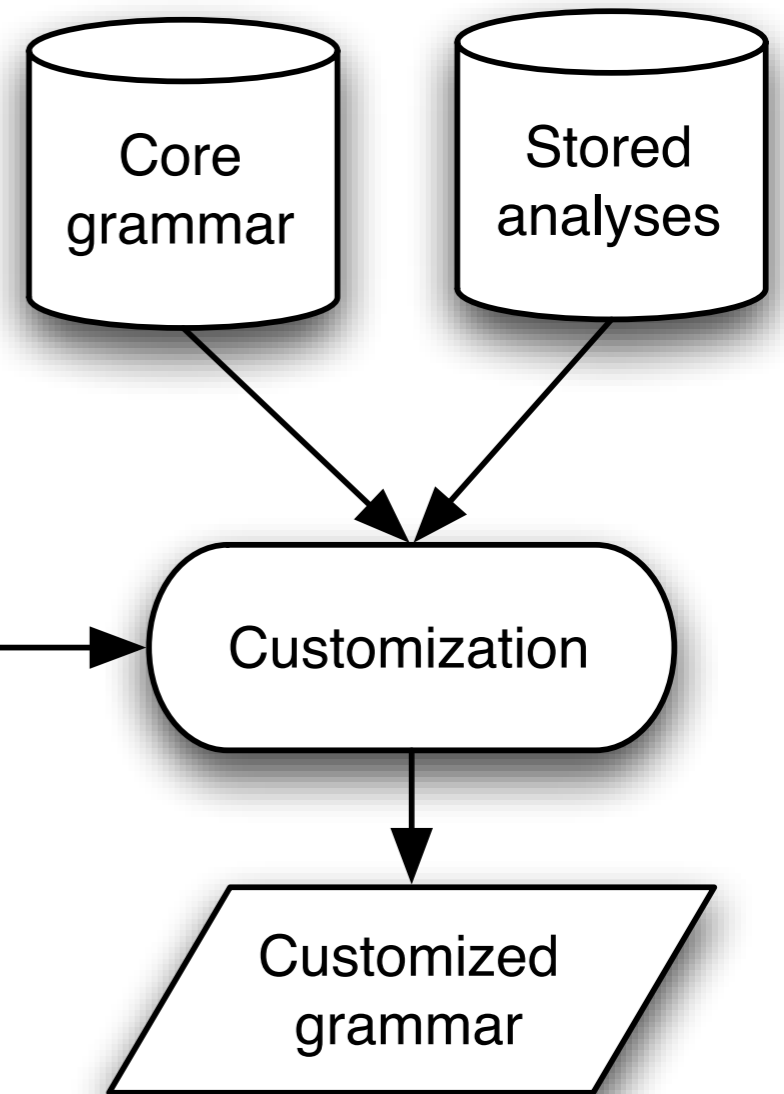 Core
grammar
Stored
analyses
Customization
Customized
grammar